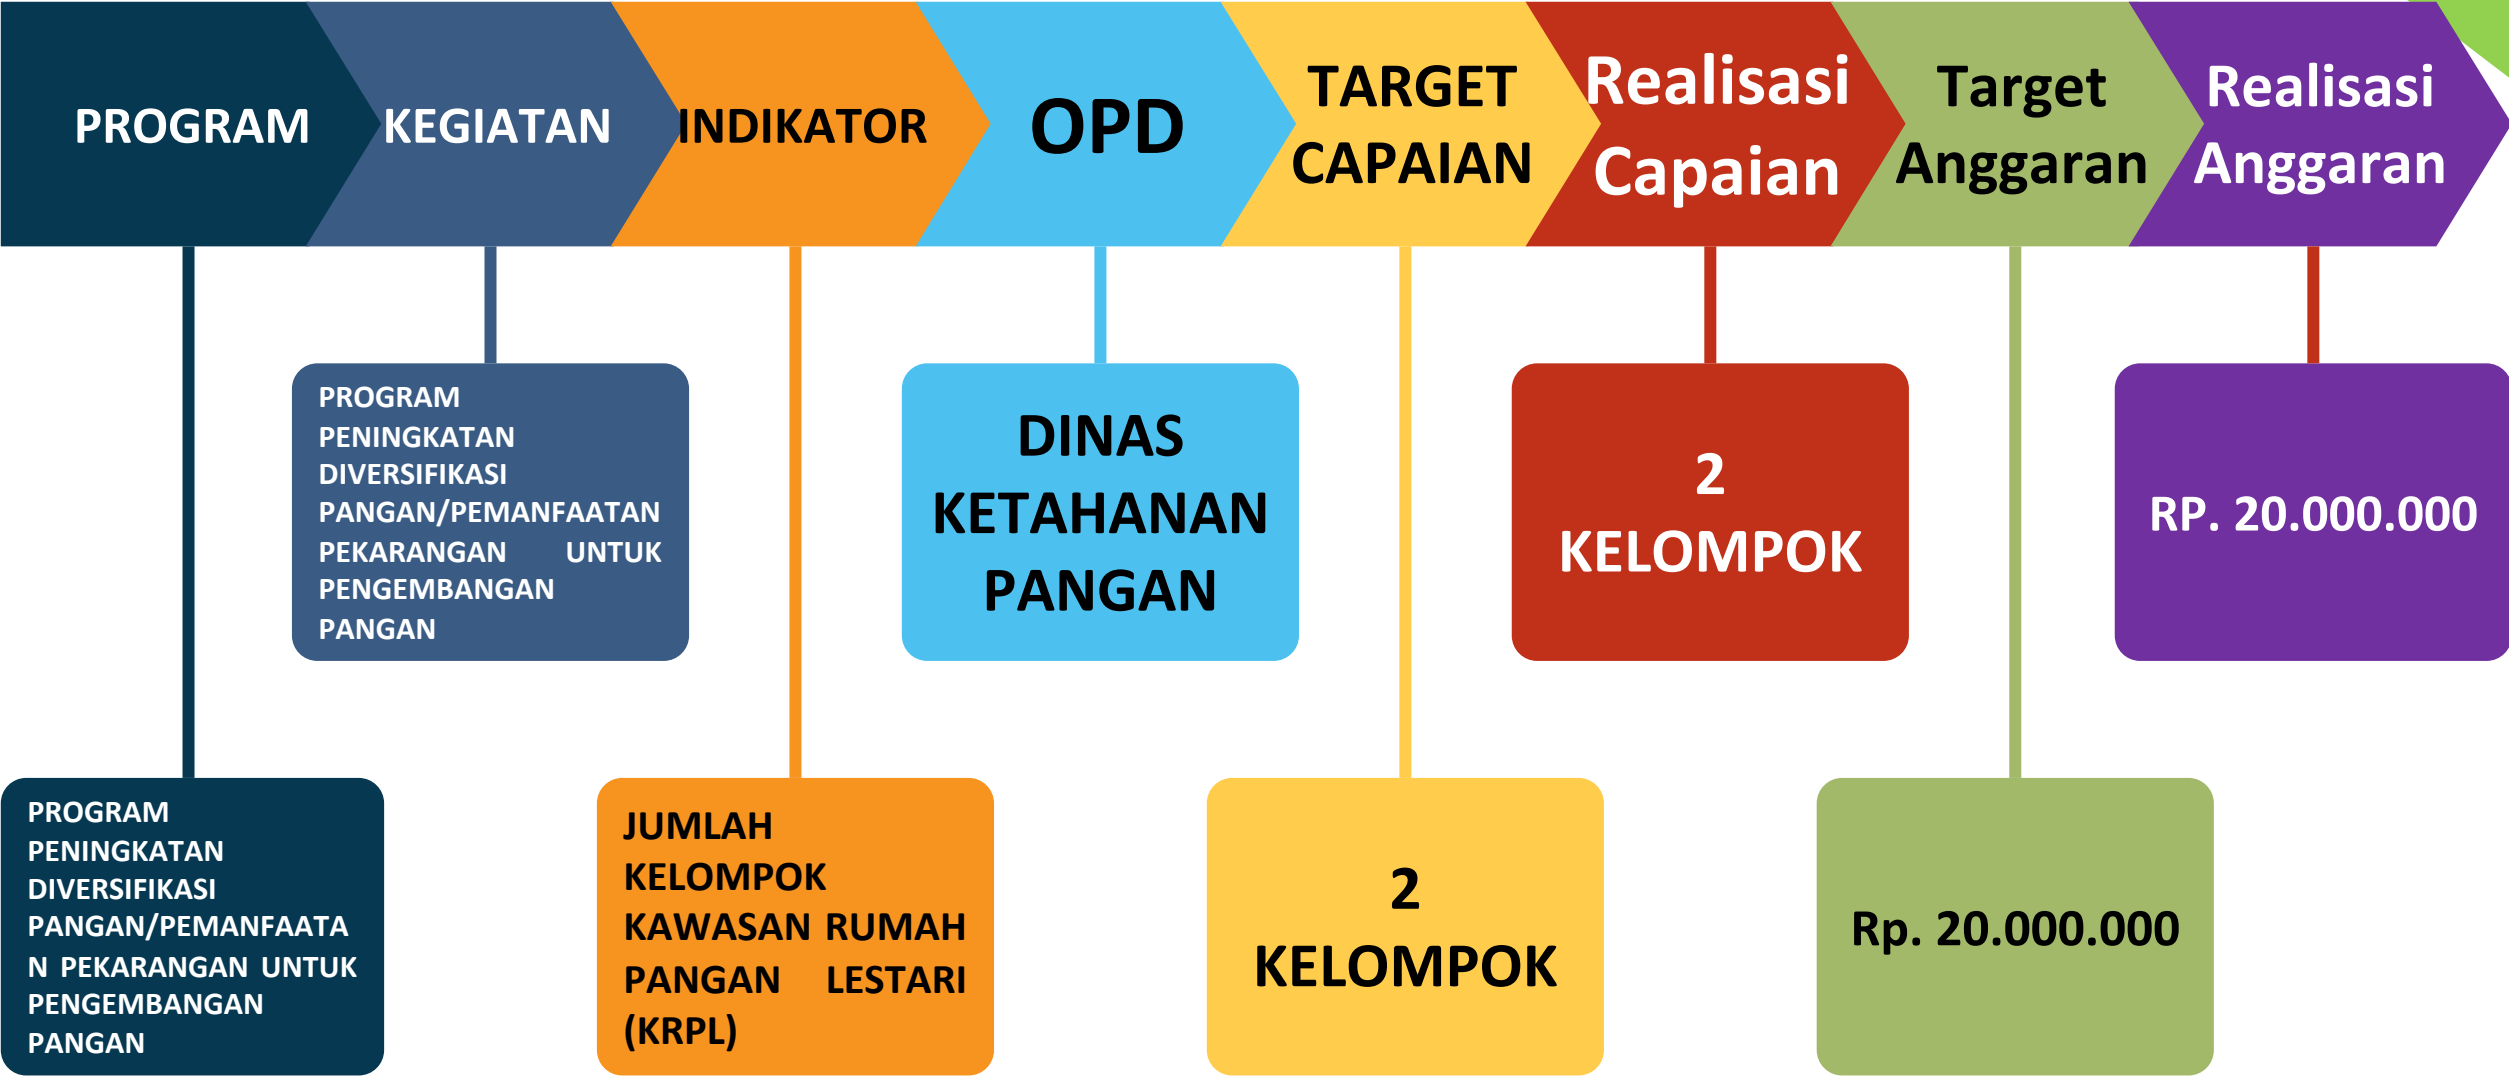 PROGRAM
KEGIATAN
INDIKATOR
OPD
TARGET
CAPAIAN
Realisasi
Capaian
Target
Anggaran
Realisasi
Anggaran
PROGRAM
PENINGKATAN
DIVERSIFIKASI
PANGAN/PEMANFAATAN
PEKARANGAN UNTUK
PENGEMBANGAN
PANGAN
DINAS
KETAHANAN
PANGAN
2
KELOMPOK
RP. 20.000.000
PROGRAM
PENINGKATAN
DIVERSIFIKASI
PANGAN/PEMANFAATA
N PEKARANGAN UNTUK
PENGEMBANGAN
PANGAN
JUMLAH
KELOMPOK
KAWASAN RUMAH
PANGAN LESTARI
(KRPL)
2
KELOMPOK
Rp. 20.000.000